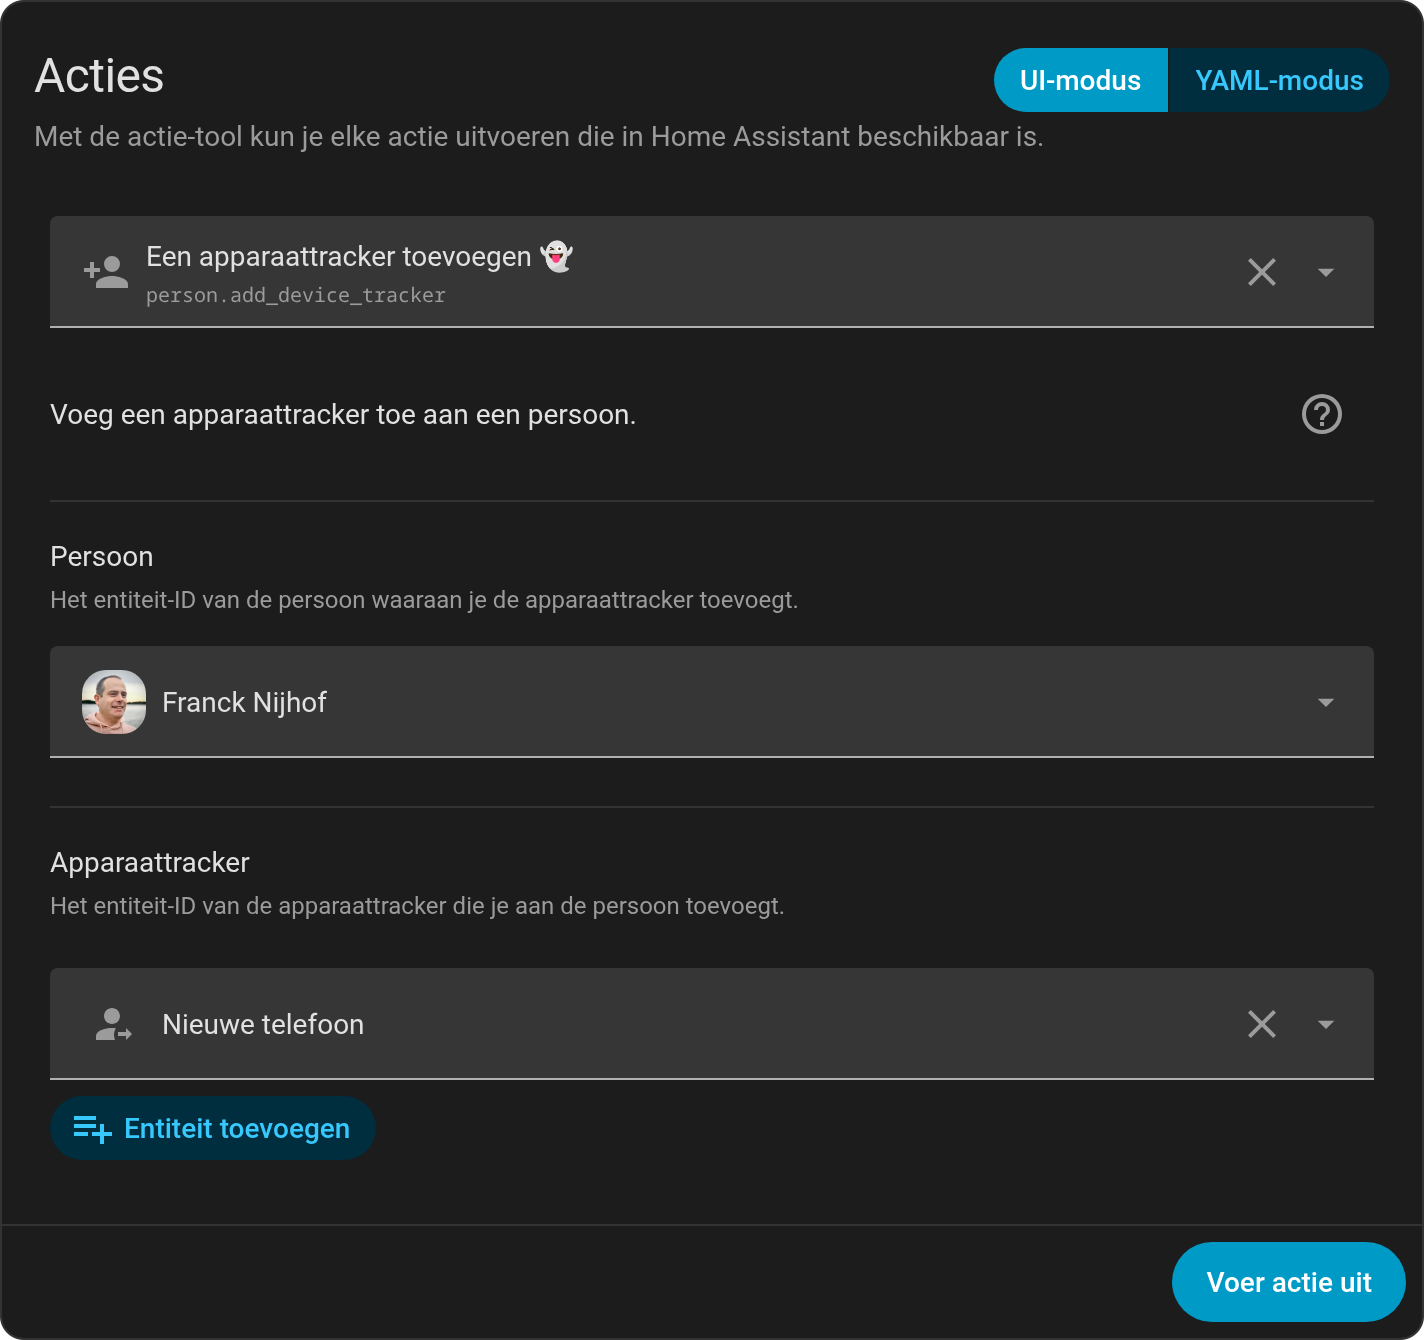 Acties
UI-modus
YAML-modus
Met de actie-tool kun je elke actie uitvoeren die in Home Assistant beschikbaar is.
Een apparaattracker toevoegen 👻
person.add_device_tracker
Voeg een apparaattracker toe aan een persoon.
Persoon
Het entiteit-ID van de persoon waaraan je de apparaattracker toevoegt.
Franck Nijhof
Apparaattracker
Het entiteit-ID van de apparaattracker die je aan de persoon toevoegt.
Nieuwe telefoon
Entiteit toevoegen
Voer actie uit